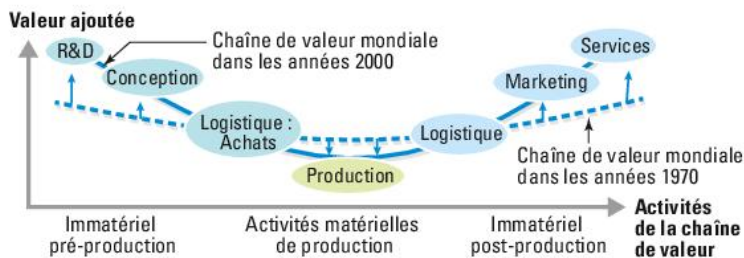 Valeur ajoutée
R&D
Chaîne de valeur mondiale
dans les années 2000
Conception
Logistique :
Achats
Production
Logistique
Marketing
Services
Chaîne de valeur mondiale
dans les années 1970
Immatériel
pré-production
Activités matérielles
de production
Immatériel
post-production
Activités
de la chaîne
de valeur